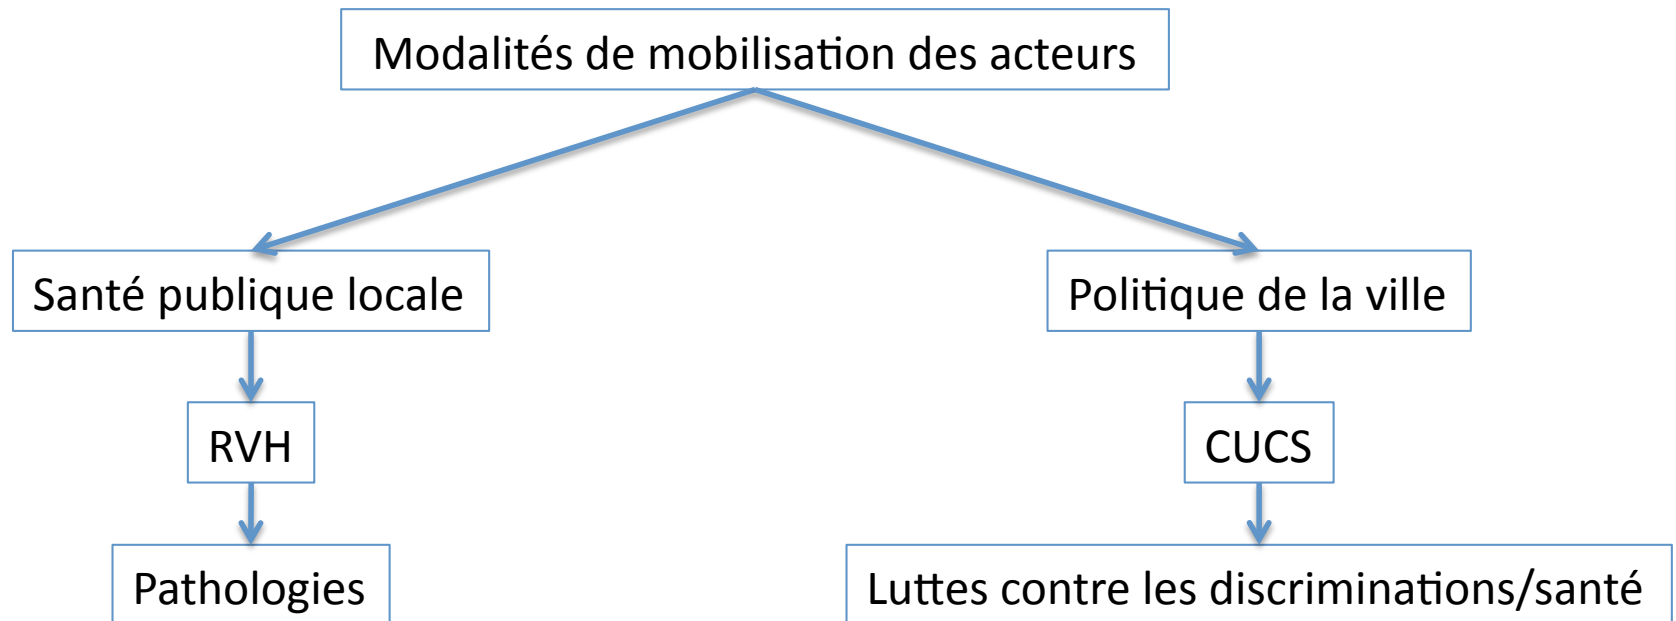 Modalités de mobilisation des acteurs
Santé publique locale
Politique de la ville
RVH
CUCS
Pathologies
Luttes contre les discriminations/santé